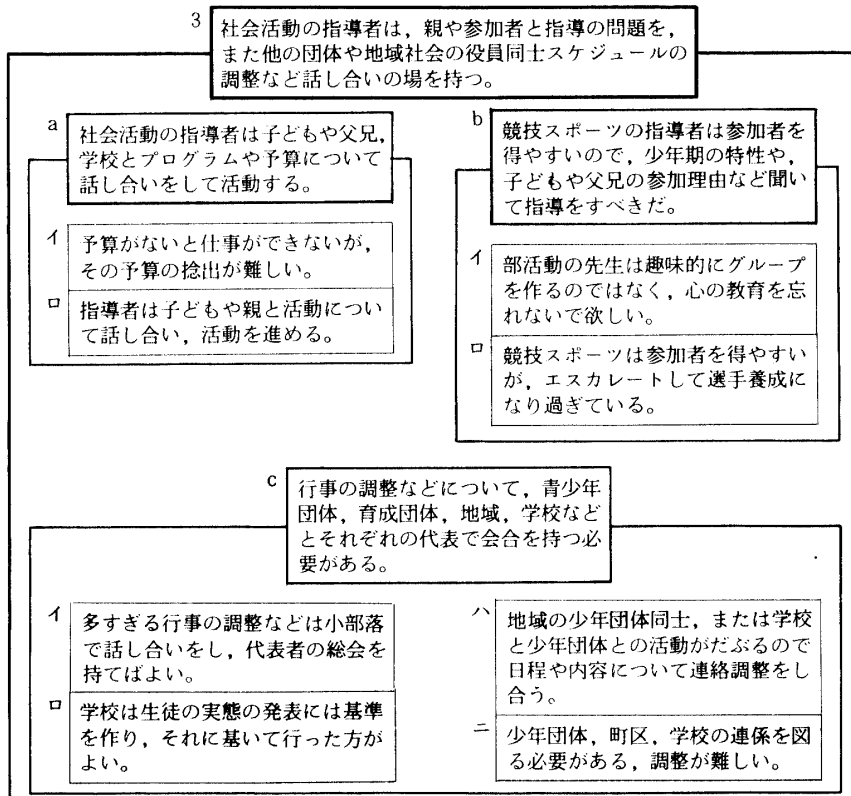 3
社会活動の指導者は，親や参加者と指導の問題を，
また他の団体や地域社会の役員同士スケジュールの
調整など話し合いの場を持つ。
a
社会活動の指導者は子どもや父兄，
学校とプログラムや予算について
話し合いをして活動する。
イ
予算がないと仕事ができないが，
その予算の捻出が難しい。
ロ
指導者は子どもや親と活動につい
て話し合い，活動を進める。
b
競技スポーツの指導者は参加者を
得やすいので，少年期の特性や，
子どもや父兄の参加理由など聞い
て指導をすべきだ。
イ
部活動の先生は趣味的にグループ
を作るのではなく，心の教育を忘
れないで欲しい。
ロ
競技スポーツは参加者を得やすい
が，エスカレートして選手養成に
なり過ぎている。
c
行事の調整などについて，青少年
団体，育成団体，地域，学校など
とそれぞれの代表で会合を持つ必
要がある。
イ
多すぎる行事の調整などは小部落
で話し合いをし，代表者の総会を
持てばよい。
ロ
学校は生徒の実態の発表には基準
を作り，それに基いて行った方が
よい。
ハ
地域の少年団体同士，または学校
と少年団体との活動がだぶるので
日程や内容について連絡調整をし
合う。
ニ
少年団体，町区，学校の連係を図
る必要がある，調整が難しい。